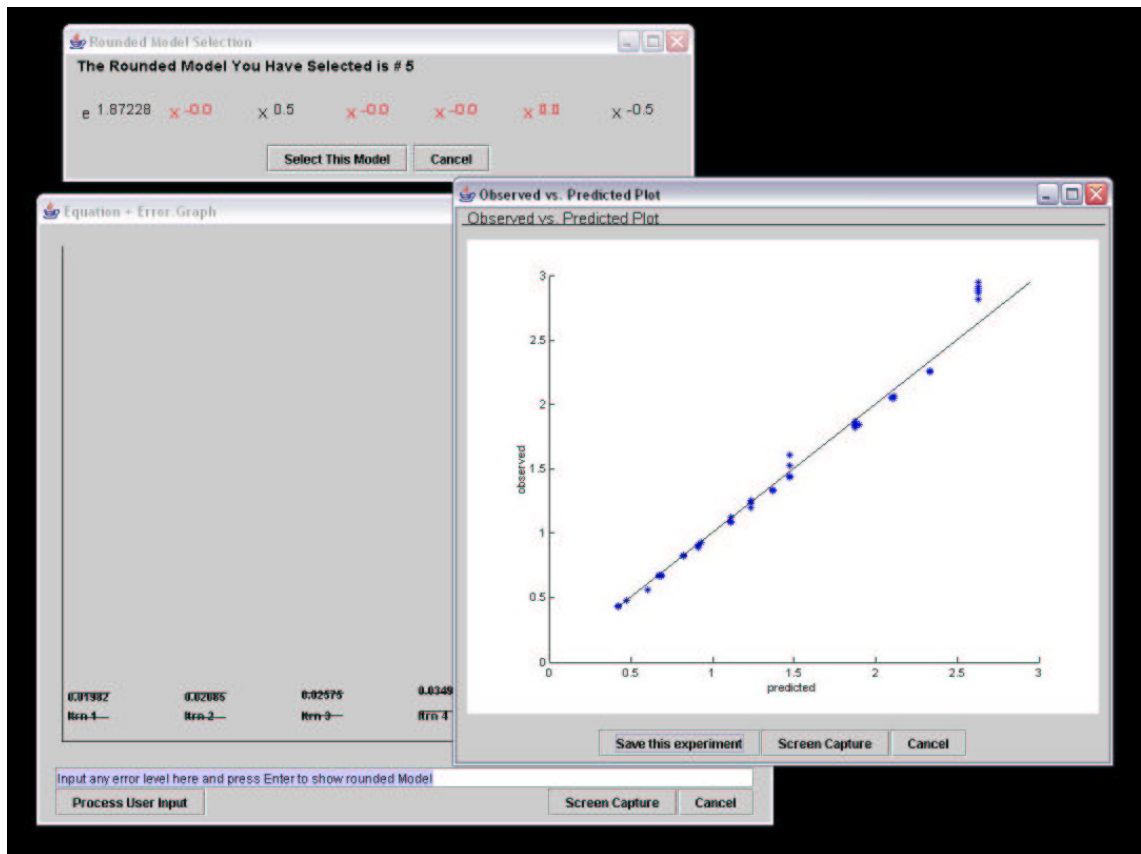 Rounded Model Selection
The Rounded Model You Have Selected is # 5
e 1.87228 X -0.0 X 0.5 X -0.0 X -0.0 X 0.0 X -0.5
Select This Model Cancel
Equation + Error Graph
0.01982 0.02085 0.02575 0.0349
Itrn 1 Itrn 2 Itrn 3 Itrn 4
Input any error level here and press Enter to show rounded Model
Process User Input Screen Capture Cancel
Observed vs. Predicted Plot
Observed vs. Predicted Plot
3
2.5
2
1.5
1
0.5
0
observed
0 0.5 1 1.5 2 2.5 3
predicted
Save this experiment Screen Capture Cancel